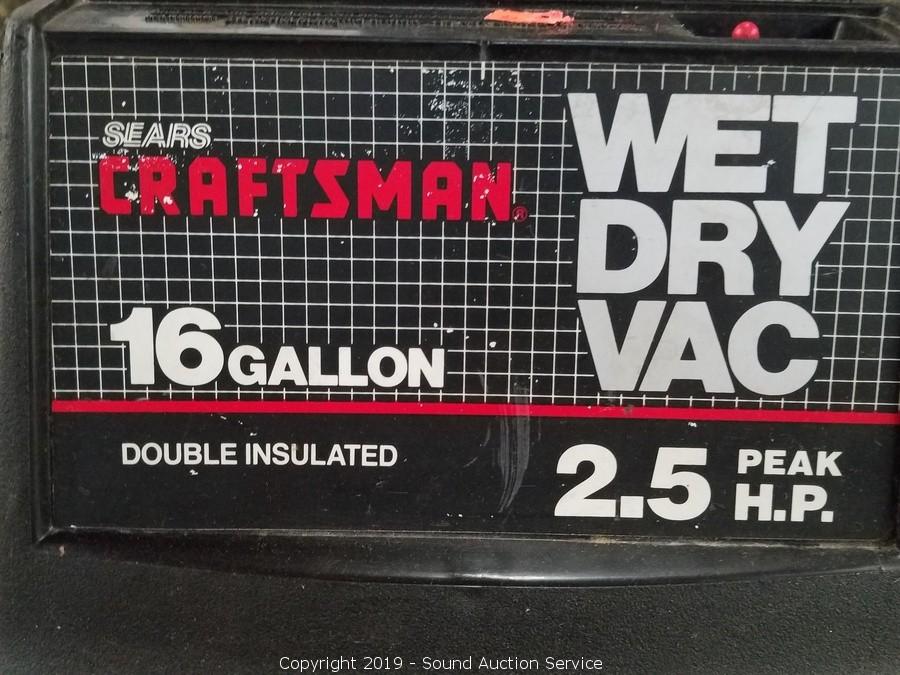 SEARS
CRAFTSMAN®
16 GALLON
WET
DRY
VAC
DOUBLE INSULATED
2.5 PEAK
H.P.
Copyright 2019 - Sound Auction Service